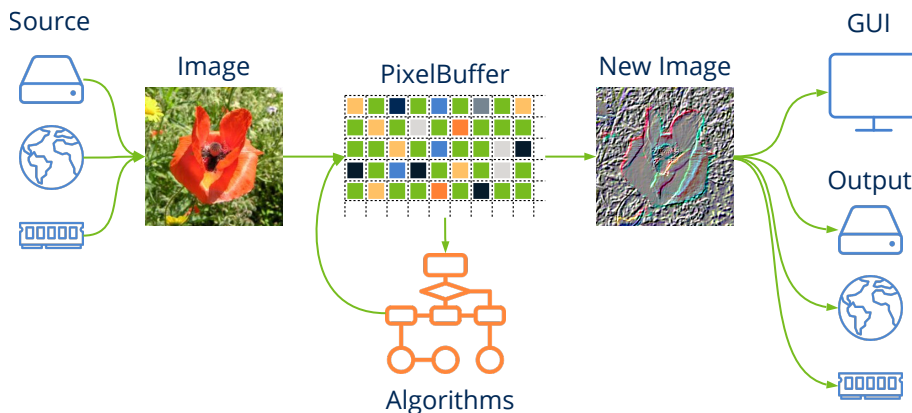 Source
Image
PixelBuffer
New Image
GUI
Output
Algorithms